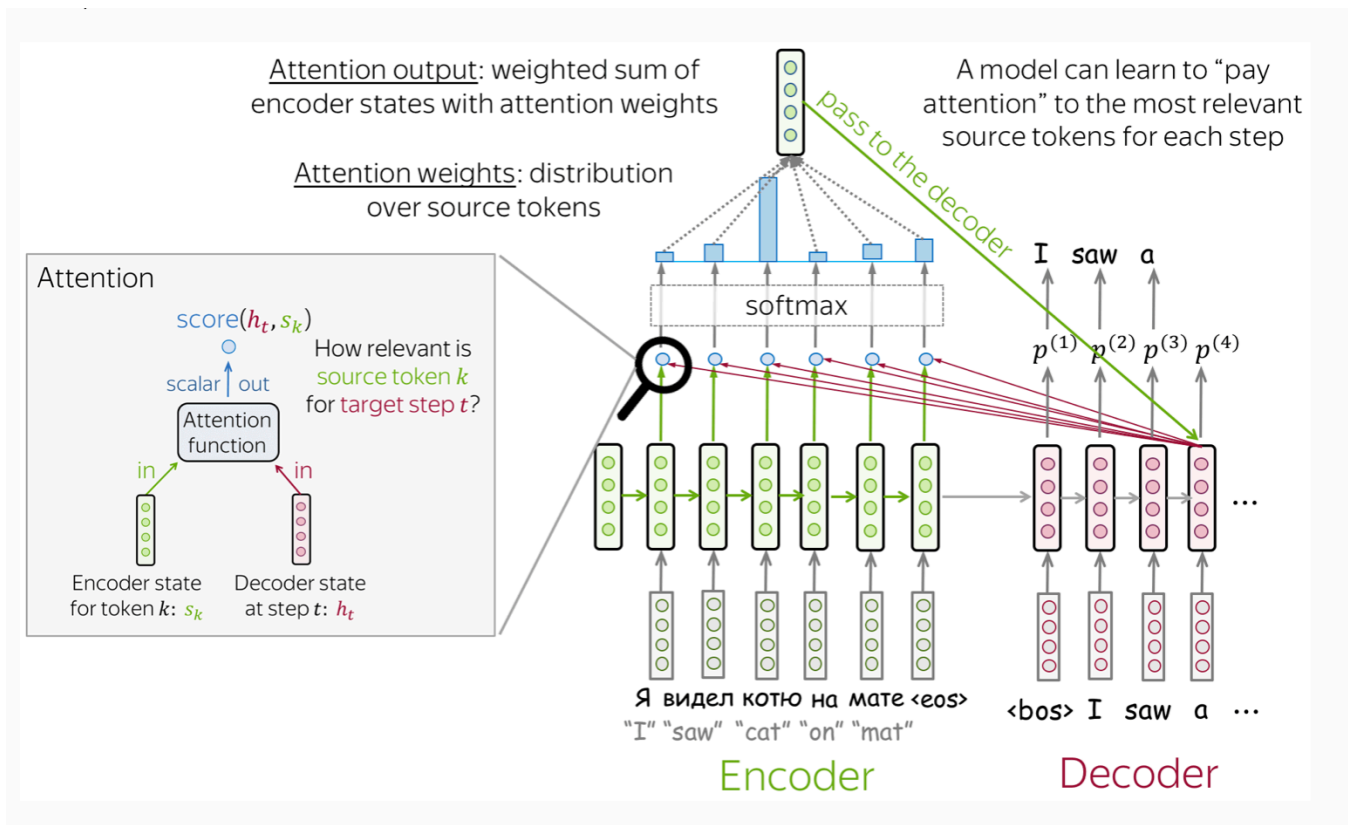 Attention output: weighted sum of
encoder states with attention weights
A model can learn to “pay
attention” to the most relevant
source tokens for each step
pass to the decoder
Attention weights: distribution
over source tokens
I saw a
Attention
softmax
score(hₜ, sₖ)
How relevant is
source token k
for target step t?
scalar out
Attention
function
in in
p⁽¹⁾ p⁽²⁾ p⁽³⁾ p⁽⁴⁾
...
Encoder state
for token k: sₖ
Decoder state
at step t: hₜ
Я видел котю на мате <eos>
“I” “saw” “cat” “on” “mat”
<bos> I saw a ...
Encoder
Decoder